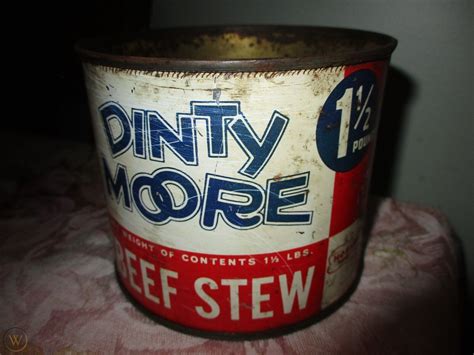 DINTY
MOORE
1½
POUND
WEIGHT OF CONTENTS 1½ LBS.
BEEF STEW
W